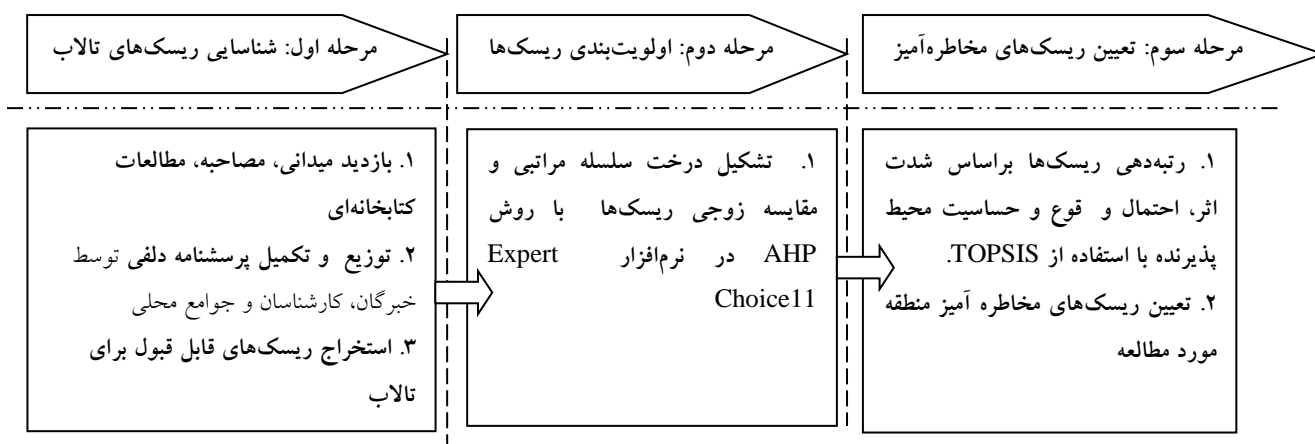 مرحله اول: شناسایی ریسک‌های تالاب
مرحله دوم: اولویت‌بندی ریسک‌ها
مرحله سوم: تعیین ریسک‌های مخاطره‌آمیز
۱. بازدید میدانی، مصاحبه، مطالعات
کتابخانه‌ای
۲. توزیع و تکمیل پرسشنامه دلفی توسط
خبرگان، کارشناسان و جوامع محلی
۳. استخراج ریسک‌های قابل قبول برای
تالاب
۱. تشکیل درخت سلسله مراتبی و
مقایسه زوجی ریسک‌ها با روش
AHP در نرم‌افزار Expert
Choice11
۱. رتبه‌دهی ریسک‌ها براساس شدت
اثر، احتمال و قوع و حساسیت محیط
پذیرنده با استفاده از TOPSIS.
۲. تعیین ریسک‌های مخاطره آمیز منطقه
مورد مطالعه